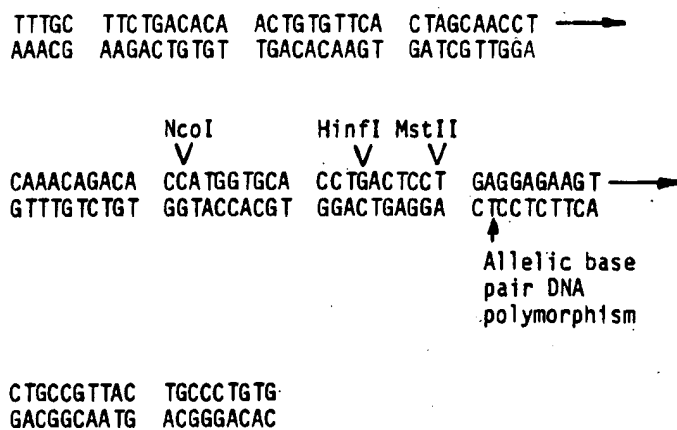 TTTGC TTCTGACACA ACTGTGTTCA CTAGCAACCT
AAACG AAGACTGTGT TGACACAAGT GATCGTTGGA
NcoI HinfI MstII
CAAACAGACA CCATGGTGCA CCTGACTCCT GAGGAGAAGT
GTTTGTCTGT GGTACCACGT GGACTGAGGA CTCCTCTTCA
Allelic base
pair DNA
polymorphism
CTGCCGTTAC TGCCCTGTG
GACGGCAATG ACGGGACAC